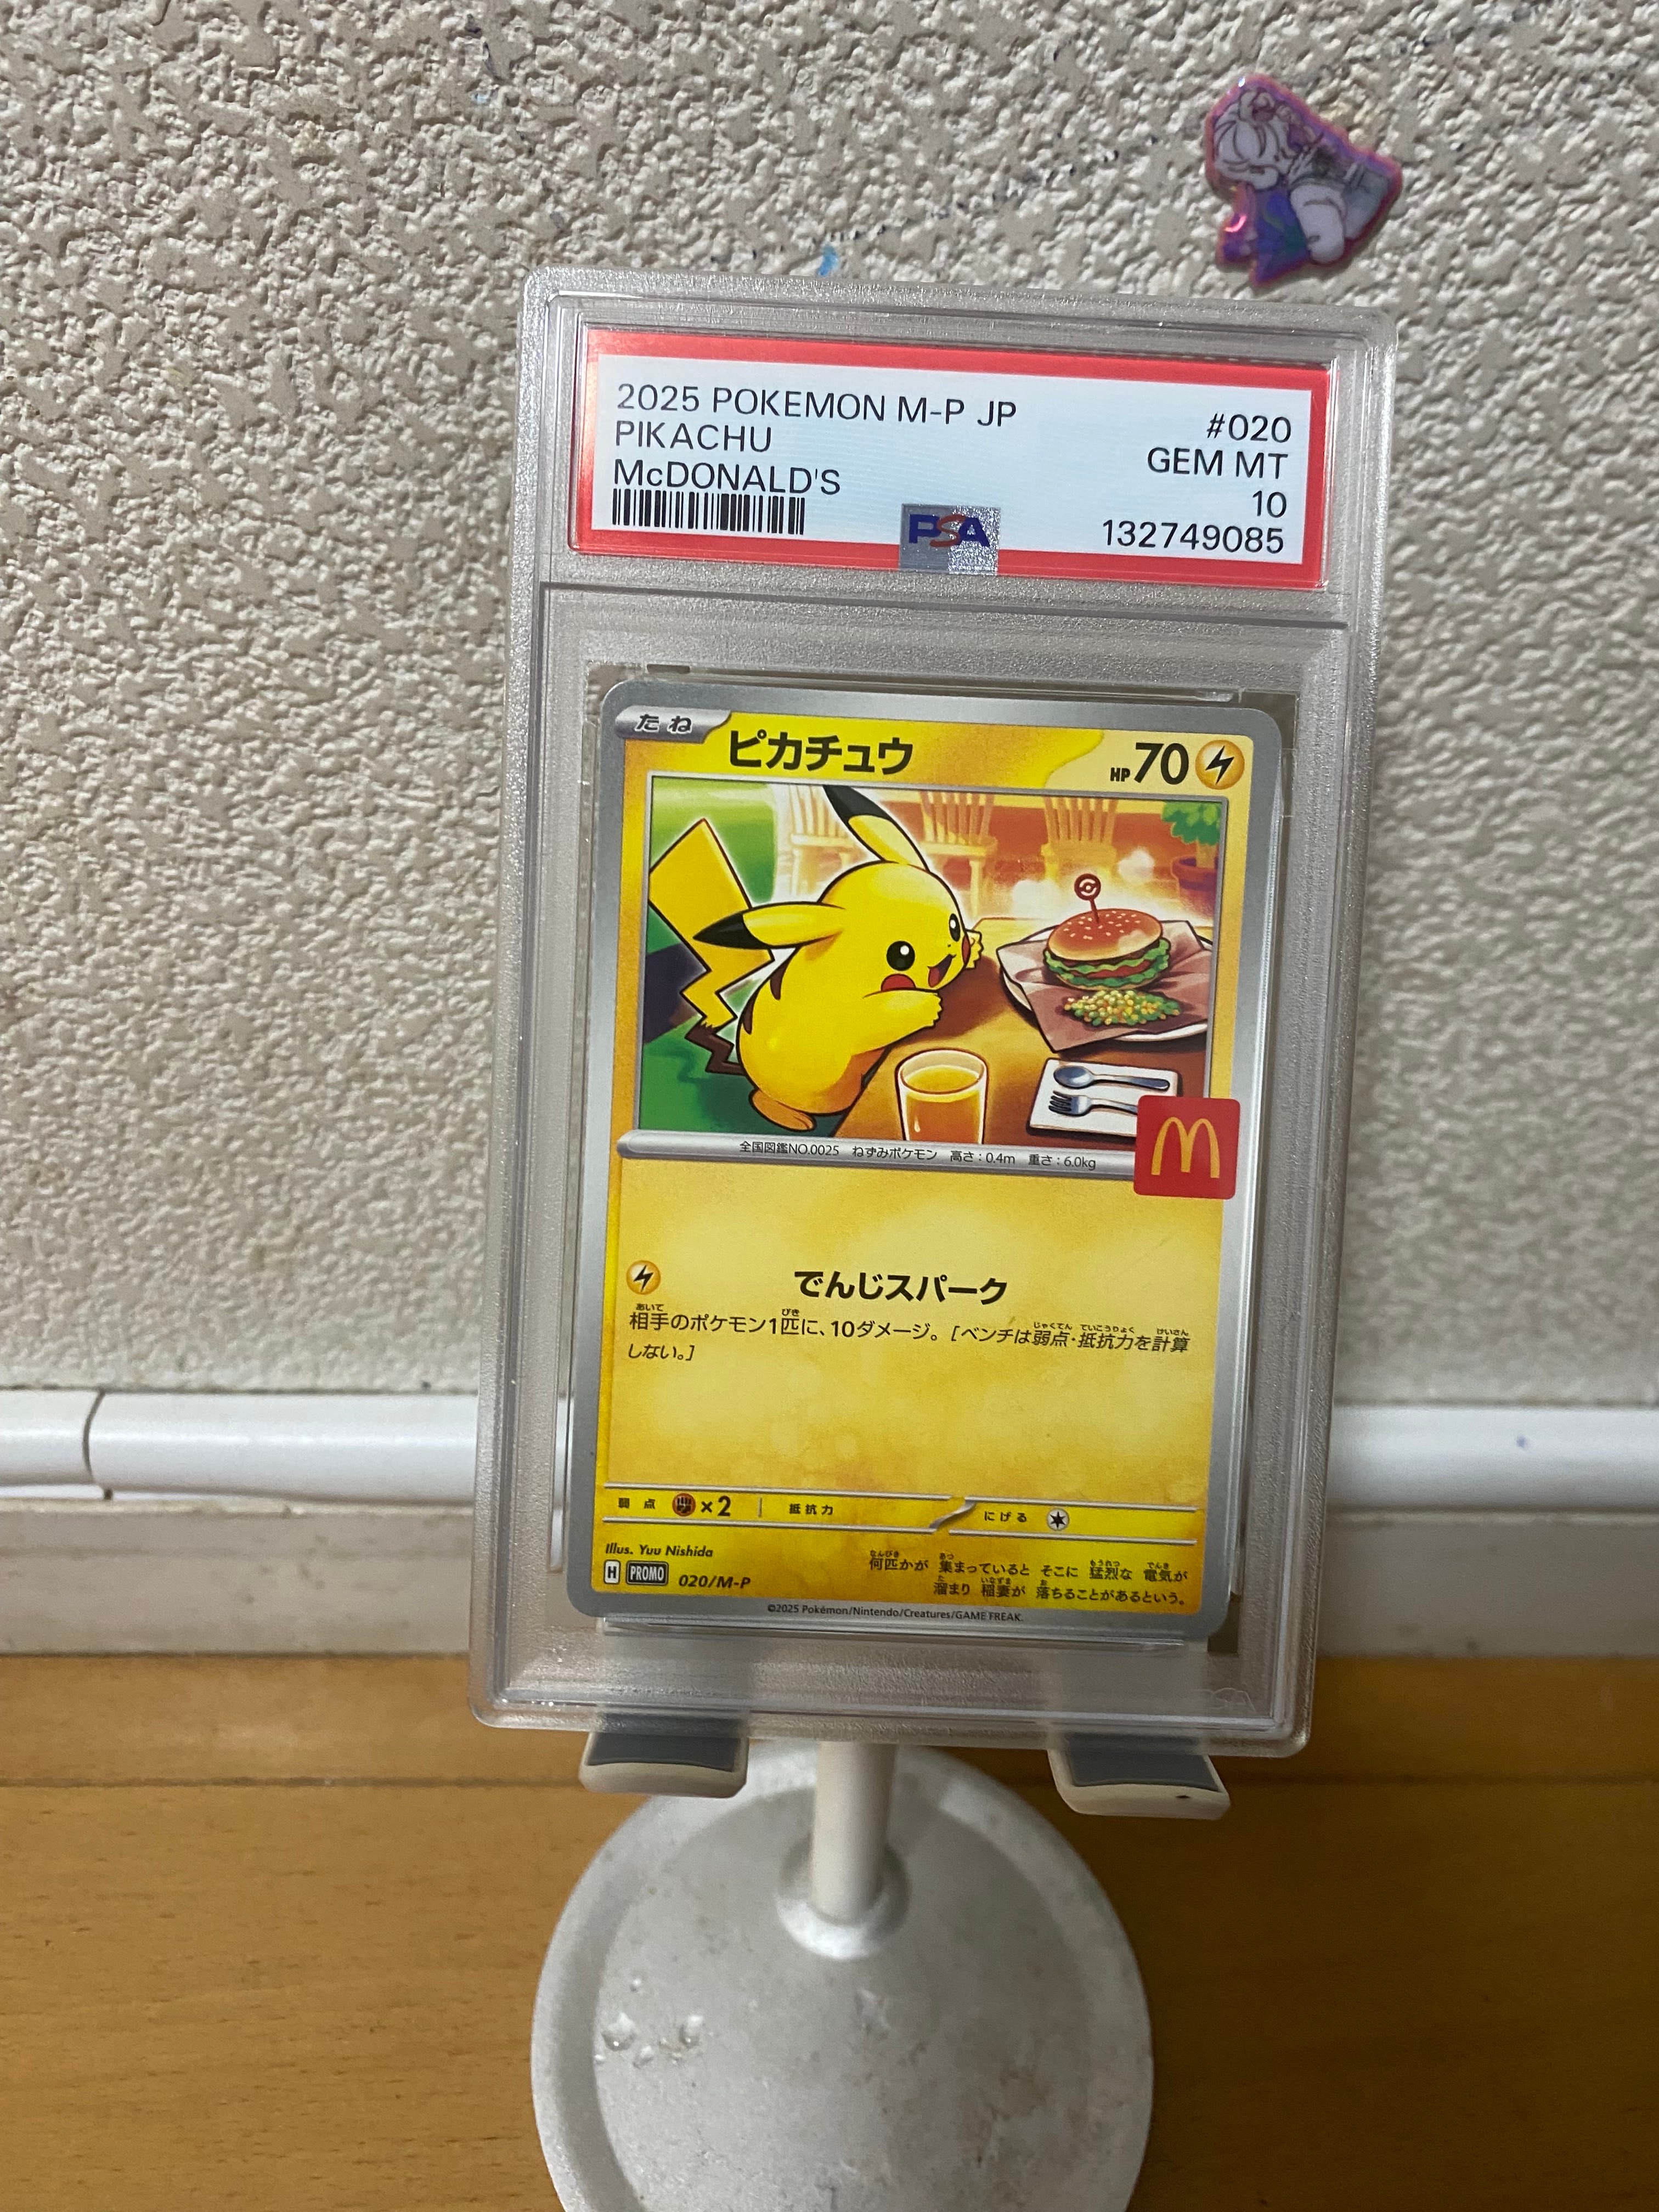 2025 POKEMON M-P JP
#020
PIKACHU
GEM MT
McDONALD'S
10
PSA
132749085
たね
ピカチュウ
HP70
全国図鑑NO.0025 ねずみポケモン 高さ:0.4m 重さ:6.0kg
でんじスパーク
相手のポケモン1匹に、10ダメージ。[ベンチは弱点・抵抗力を計算
しない。]
弱点 ×2 抵抗力 にげる
Illus. Yuu Nishida
H PROMO 020/M-P
何匹かが 集まっていると そこに 猛烈な 電気が
溜まり 稲妻が 落ちることがあるという。
©2025 Pokémon/Nintendo/Creatures/GAME FREAK.